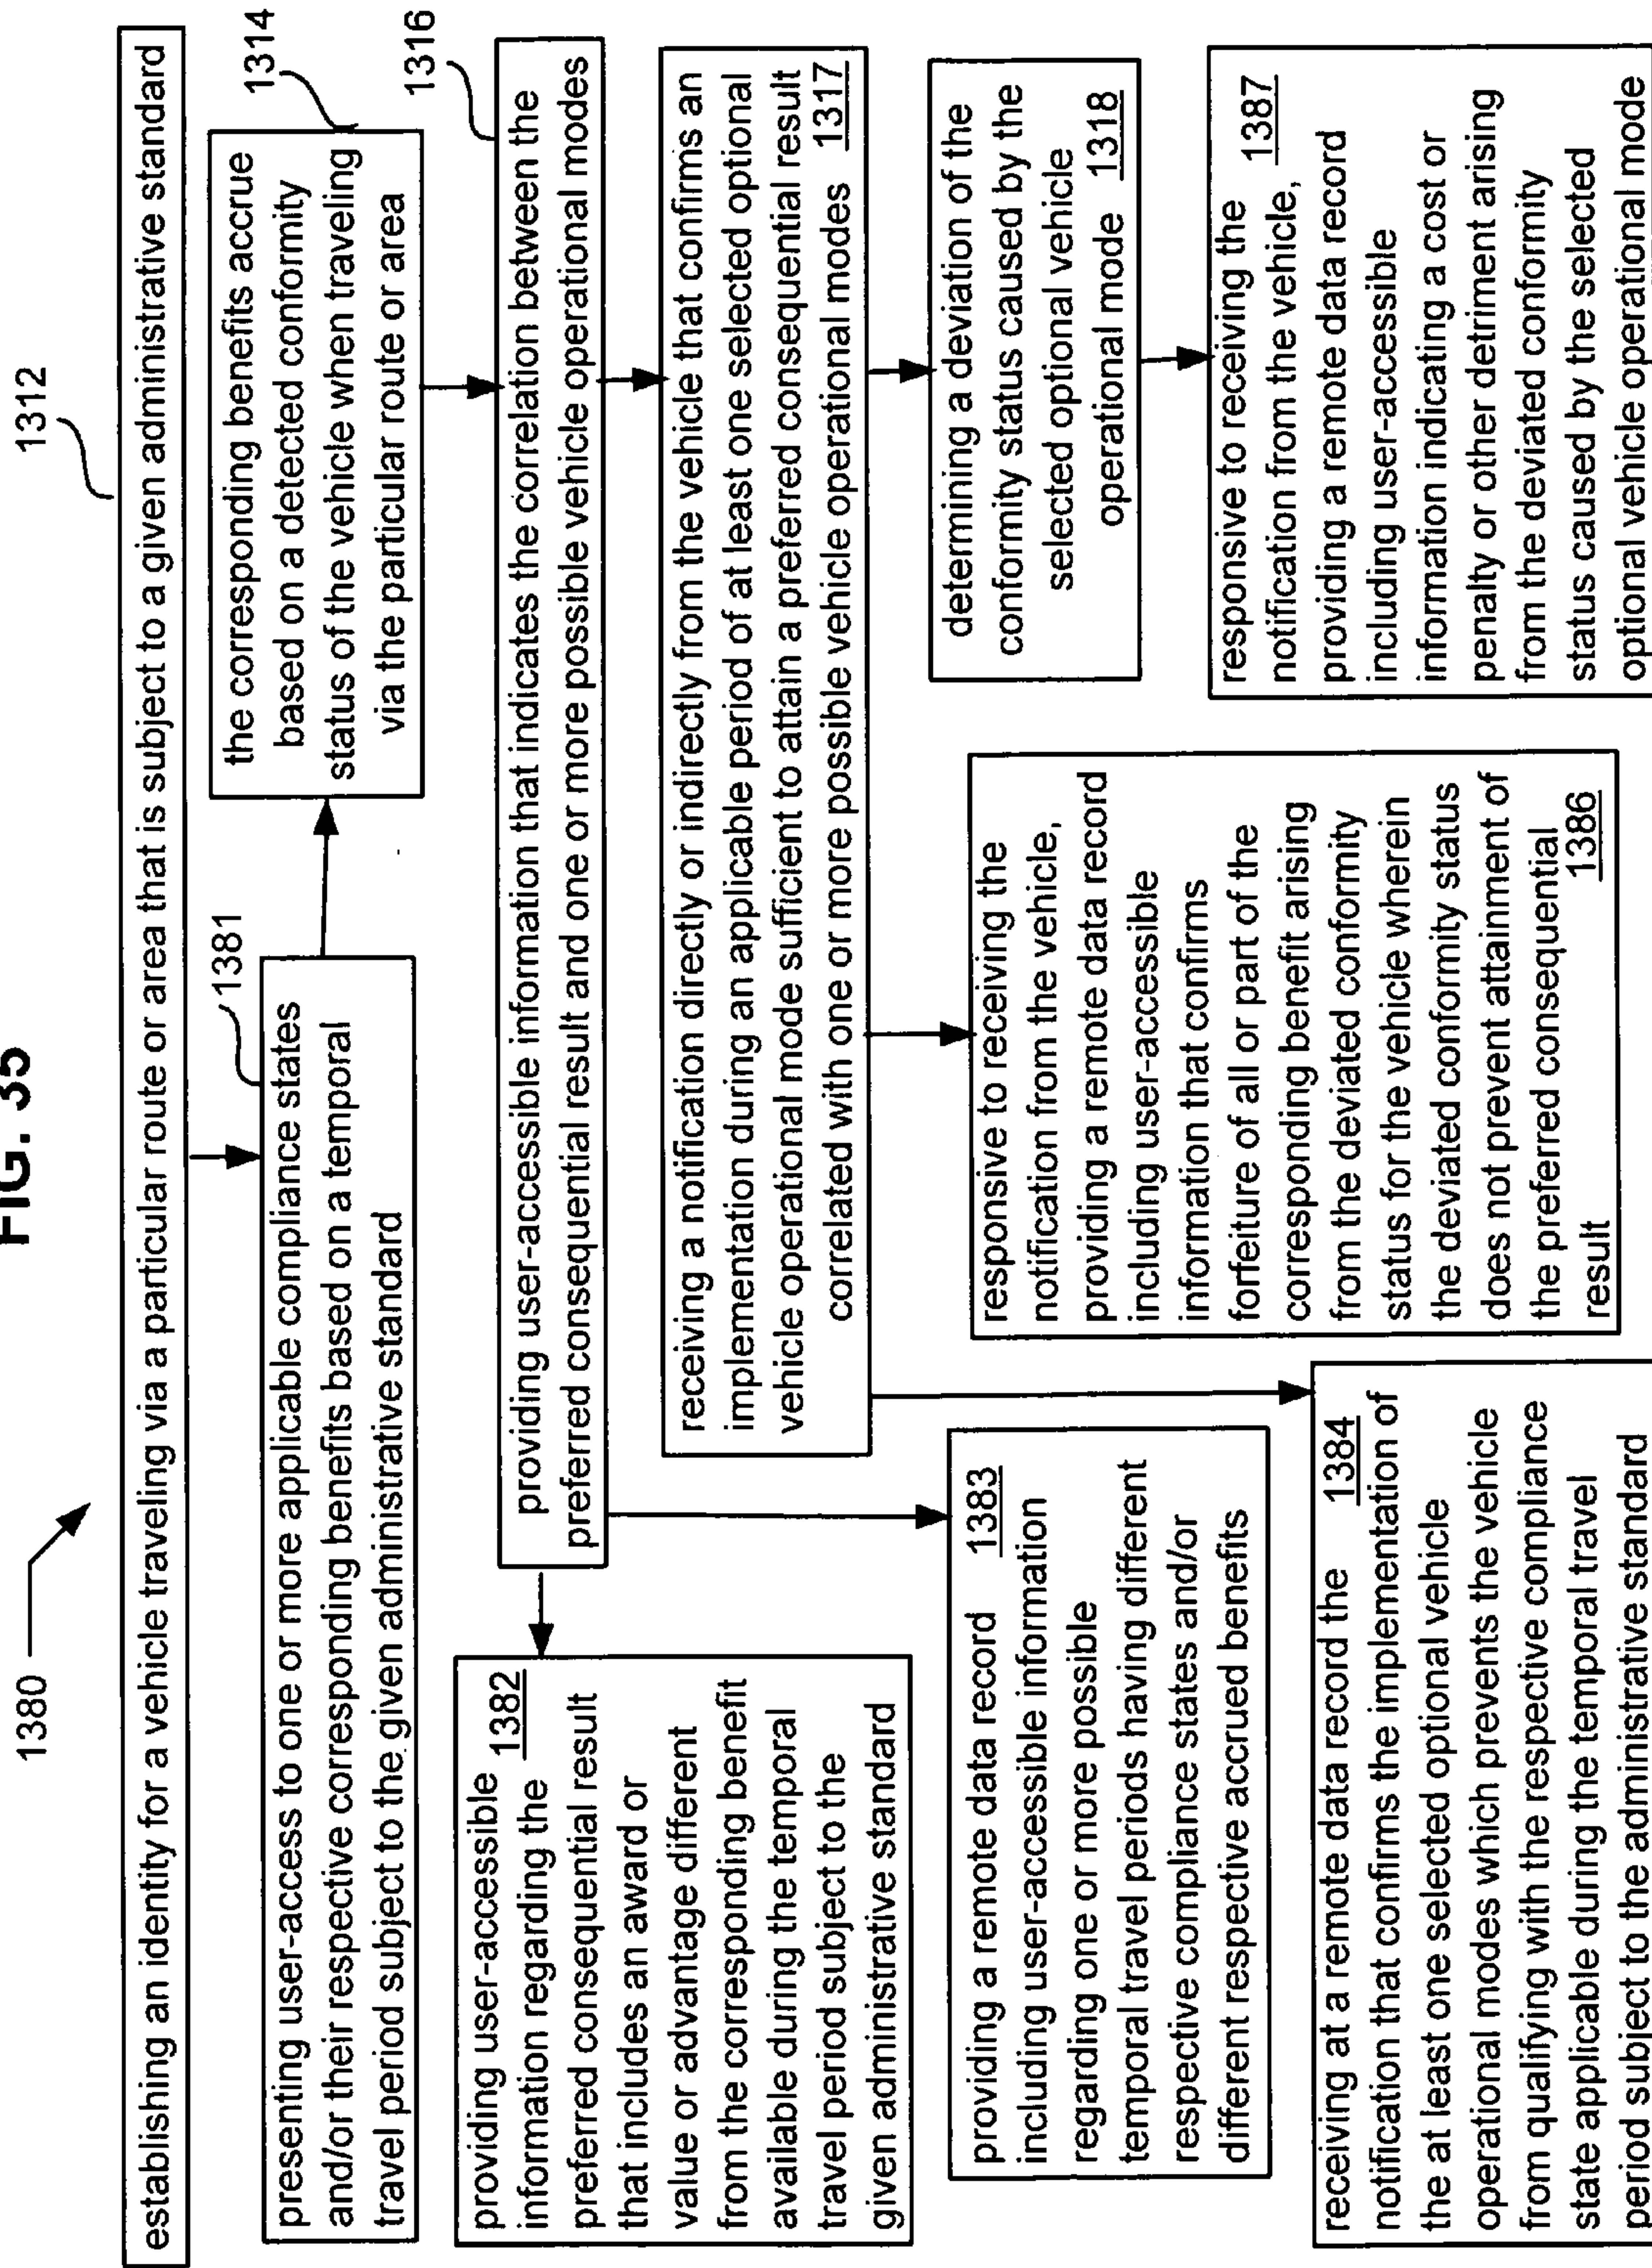 FIG. 35
1380
1312
establishing an identity for a vehicle traveling via a particular route or area that is subject to a given administrative standard
1381
presenting user-access to one or more applicable compliance states
and/or their respective corresponding benefits based on a temporal
travel period subject to the given administrative standard
1314
the corresponding benefits accrue
based on a detected conformity
status of the vehicle when traveling
via the particular route or area
1316
providing user-accessible information that indicates the correlation between the
preferred consequential result and one or more possible vehicle operational modes
providing 1382
user-accessible
information regarding the
preferred consequential result
that includes an award or
value or advantage different
from the corresponding benefit
available during the temporal
travel period subject to the
given administrative standard
receiving a notification directly or indirectly from the vehicle that confirms an
implementation during an applicable period of at least one selected optional
vehicle operational mode sufficient to attain a preferred consequential result
correlated with one or more possible vehicle operational modes 1317
providing a remote data record 1383
including user-accessible information
regarding one or more possible
temporal travel periods having different
respective compliance states and/or
different respective accrued benefits
receiving at a remote data record the 1384
notification that confirms the implementation of
the at least one selected optional vehicle
operational modes which prevents the vehicle
from qualifying with the respective compliance
state applicable during the temporal travel
period subject to the administrative standard
responsive to receiving the
notification from the vehicle,
providing a remote data record
including user-accessible
information that confirms
forfeiture of all or part of the
corresponding benefit arising
from the deviated conformity
status for the vehicle wherein
the deviated conformity status
does not prevent attainment of
the preferred consequential
result 1386
determining a deviation of the
conformity status caused by the
selected optional vehicle
operational mode 1318
responsive to receiving the
notification from the vehicle, 1387
providing a remote data record
including user-accessible
information indicating a cost or
penalty or other detriment arising
from the deviated conformity
status caused by the selected
optional vehicle operational mode